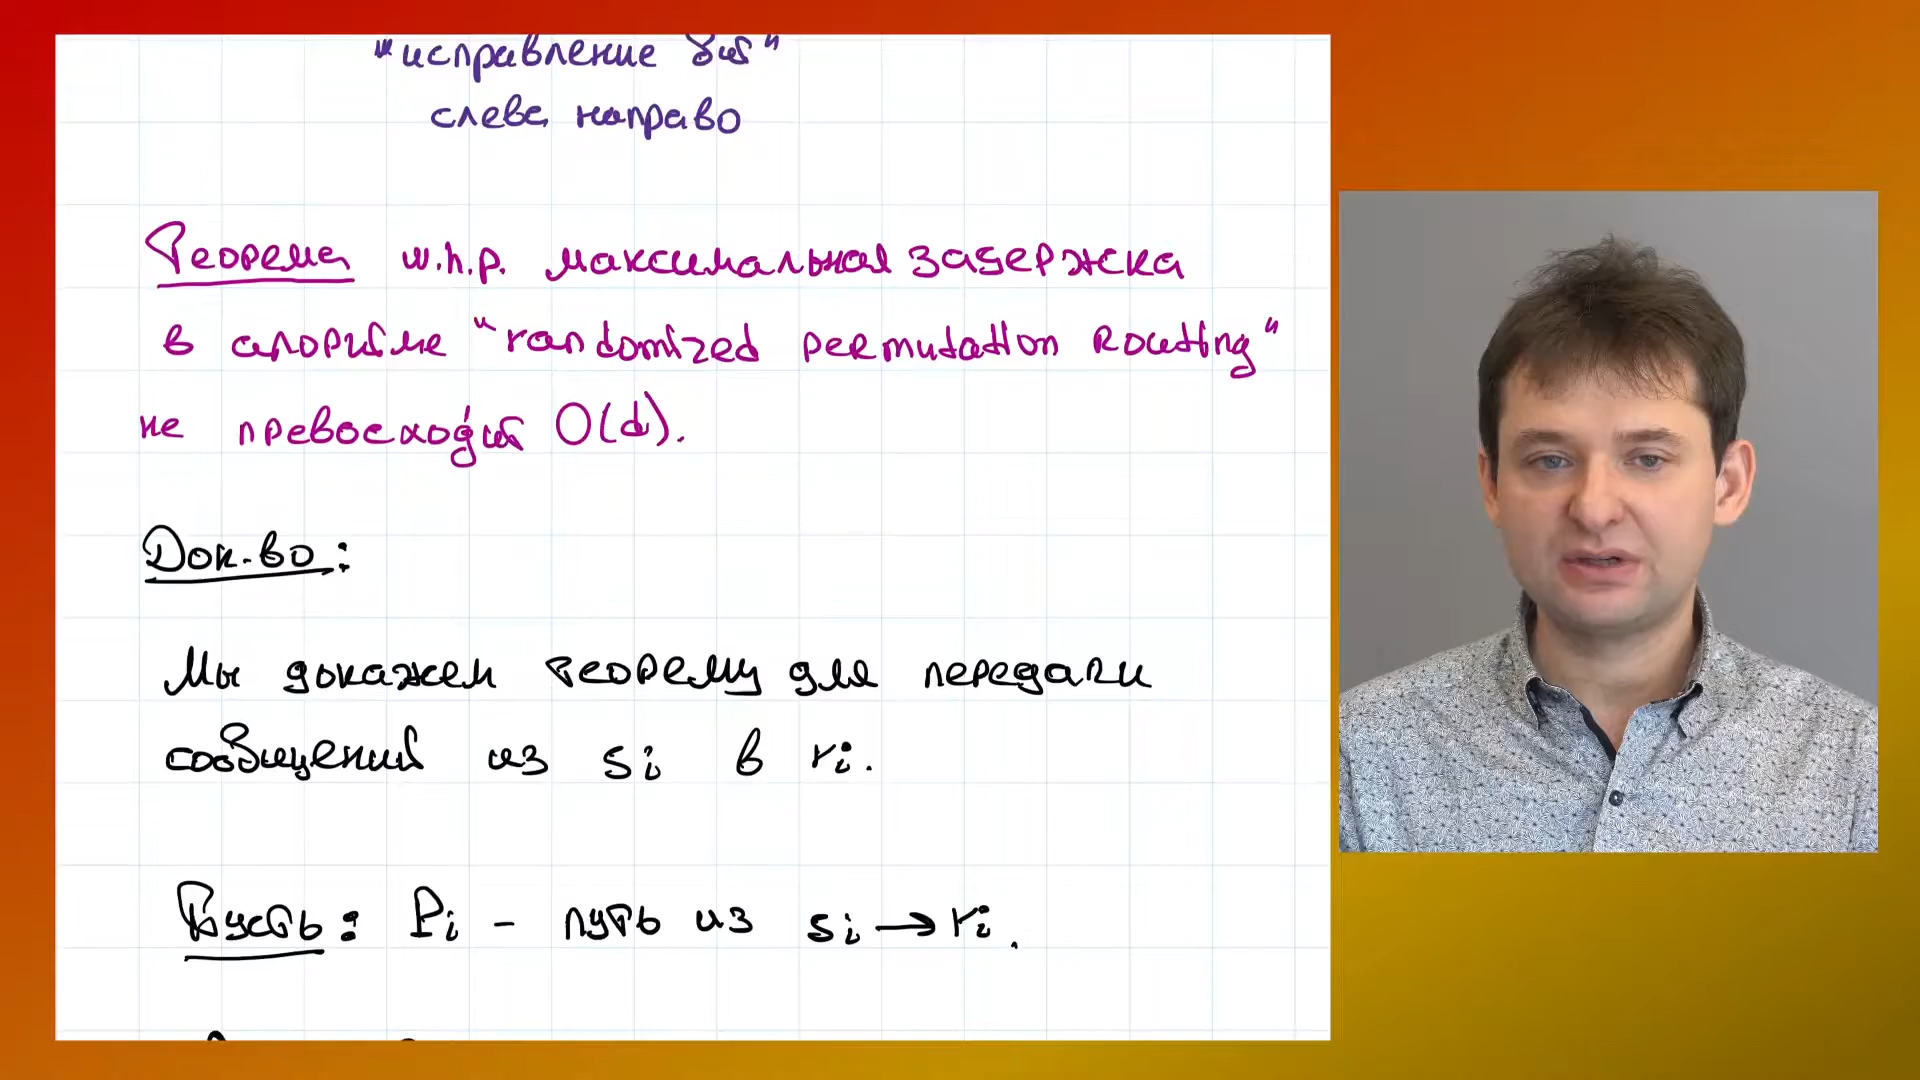 "исправление бит"
слева направо
Теорема w.h.p. максимальная задержка
в алоритме "randomized permutation routing"
не превосходит O(d).
Док-во:
Мы докажем теорему для передачи
сообщений из si в ri.
Пусть: Pi - путь из si → ri.